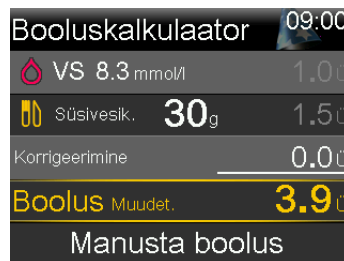 Booluskalkulaator 09:00
VS 8.3 mmol/l 1.0ü
Süsivesik. 30g 1.5ü
Korrigeerimine 0.0ü
Boolus Muudet. 3.9ü
Manusta boolus